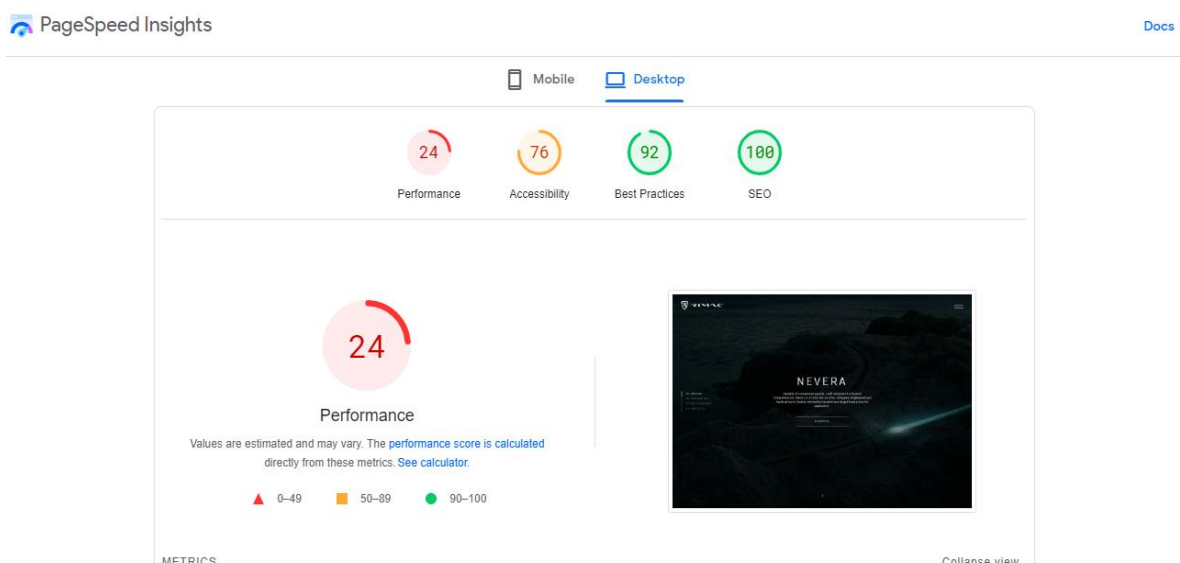 PageSpeed Insights
Docs
Mobile
Desktop
24
76
92
100
Performance
Accessibility
Best Practices
SEO
24
Performance
Values are estimated and may vary. The performance score is calculated
directly from these metrics. See calculator.
0–49
50–89
90–100
RIMAC
NEVERA
METRICS
Collapse view